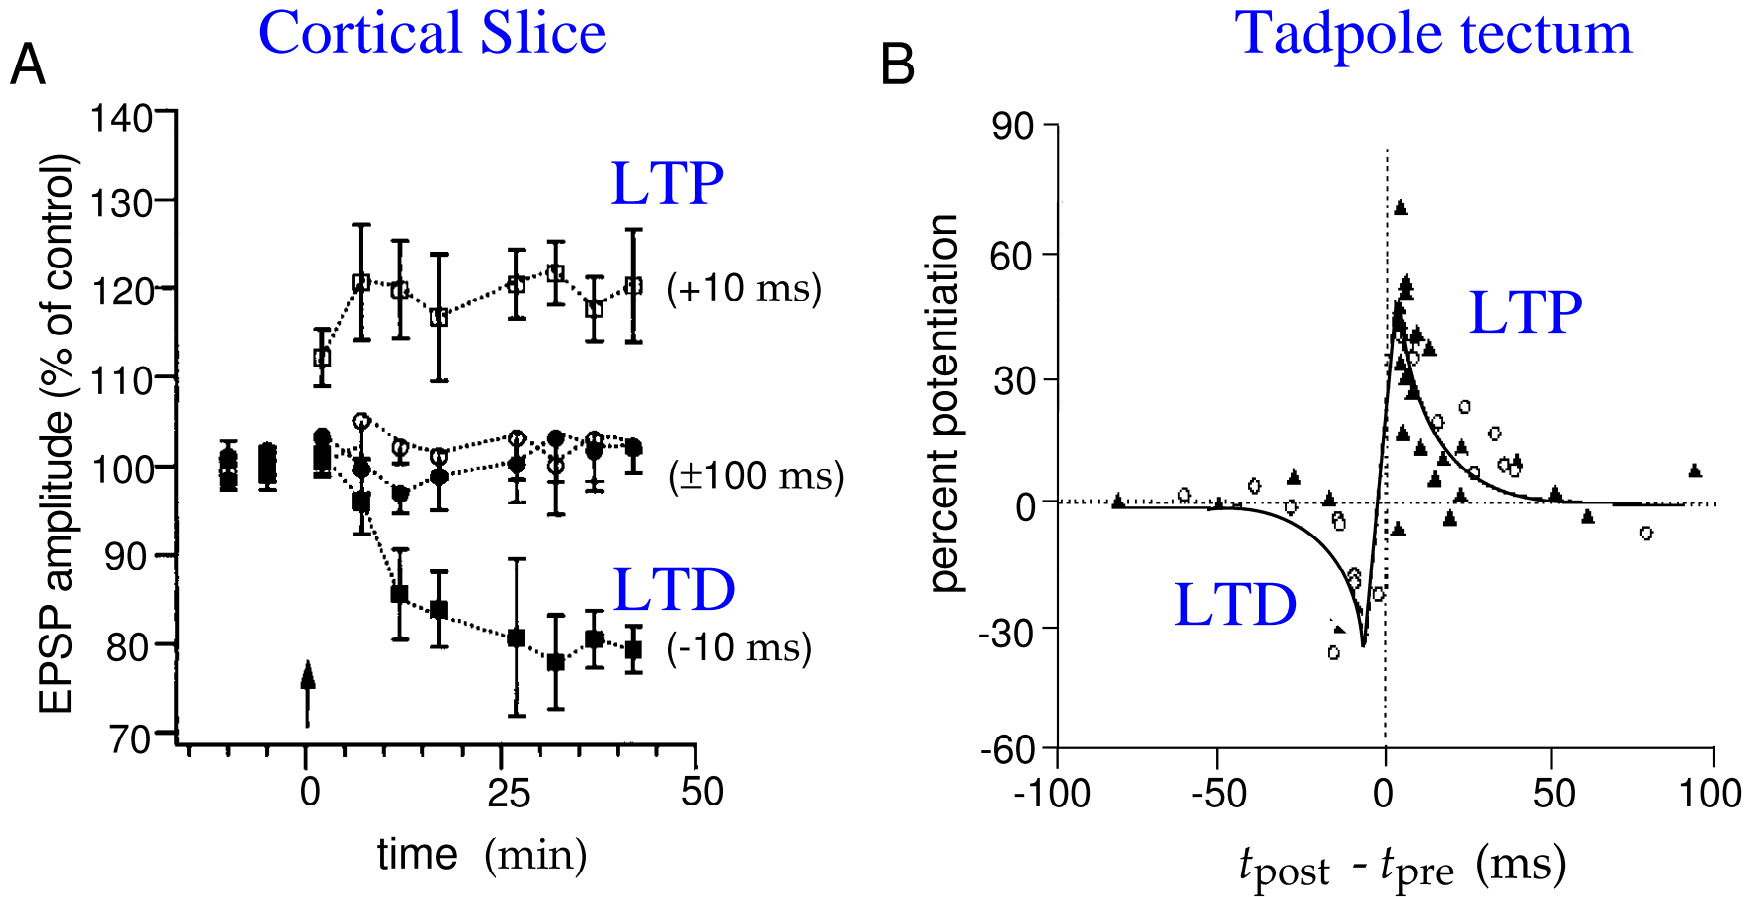 Cortical Slice
A
140
130
120
110
100
90
80
70
EPSP amplitude (% of control)
LTP
(+10 ms)
(±100 ms)
LTD
(-10 ms)
0 25 50
time (min)
Tadpole tectum
B
90
60
30
0
-30
-60
percent potentiation
LTP
LTD
-100 -50 0 50 100
tpost - tpre (ms)